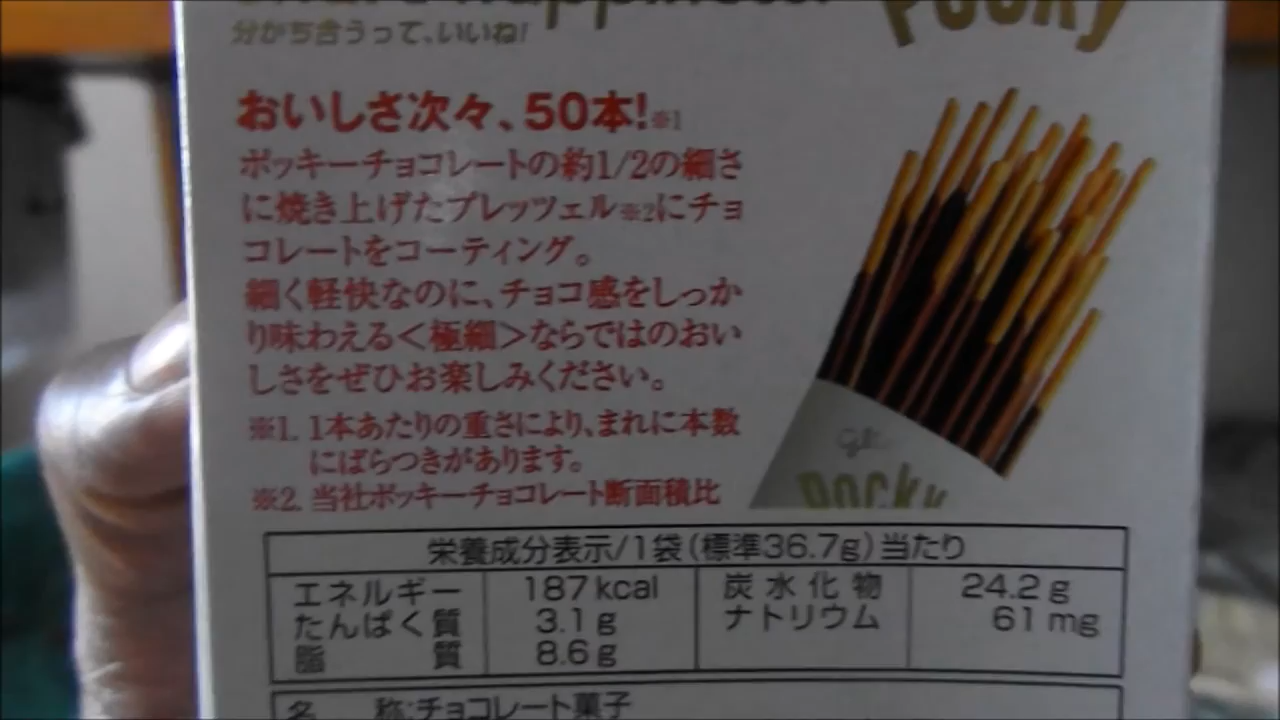 Share happiness!
Pocky
分かち合うって、いいね!
おいしさ次々、50本!※1
ポッキーチョコレートの約1/2の細さ
に焼き上げたプレッツェル※2にチョ
コレートをコーティング。
細く軽快なのに、チョコ感をしっか
り味わえる<極細>ならではのおい
しさをぜひお楽しみください。
※1. 1本あたりの重さにより、まれに本数
にばらつきがあります。
※2. 当社ポッキーチョコレート断面積比
Pocky
栄養成分表示/1袋(標準36.7g)当たり
エネルギー 187kcal 炭水化物 24.2g
たんぱく質 3.1g ナトリウム 61mg
脂質 8.6g
名 称:チョコレート菓子